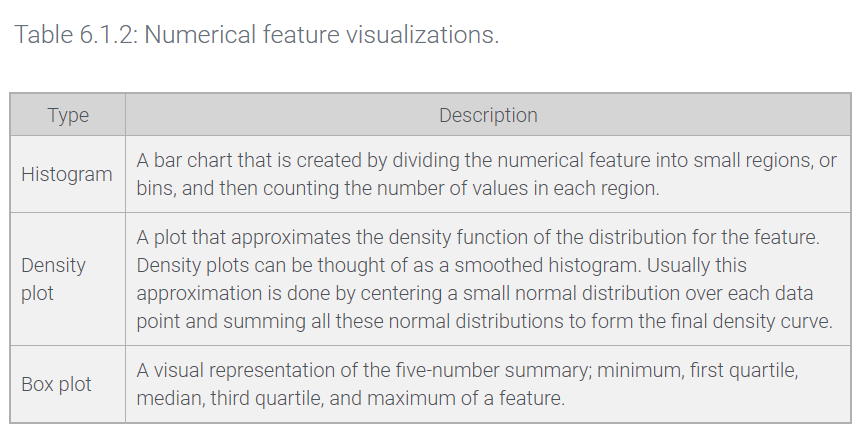 Table 6.1.2: Numerical feature visualizations.
Type
Description
Histogram
A bar chart that is created by dividing the numerical feature into small regions, or
bins, and then counting the number of values in each region.
Density
plot
A plot that approximates the density function of the distribution for the feature.
Density plots can be thought of as a smoothed histogram. Usually this
approximation is done by centering a small normal distribution over each data
point and summing all these normal distributions to form the final density curve.
Box plot
A visual representation of the five-number summary; minimum, first quartile,
median, third quartile, and maximum of a feature.